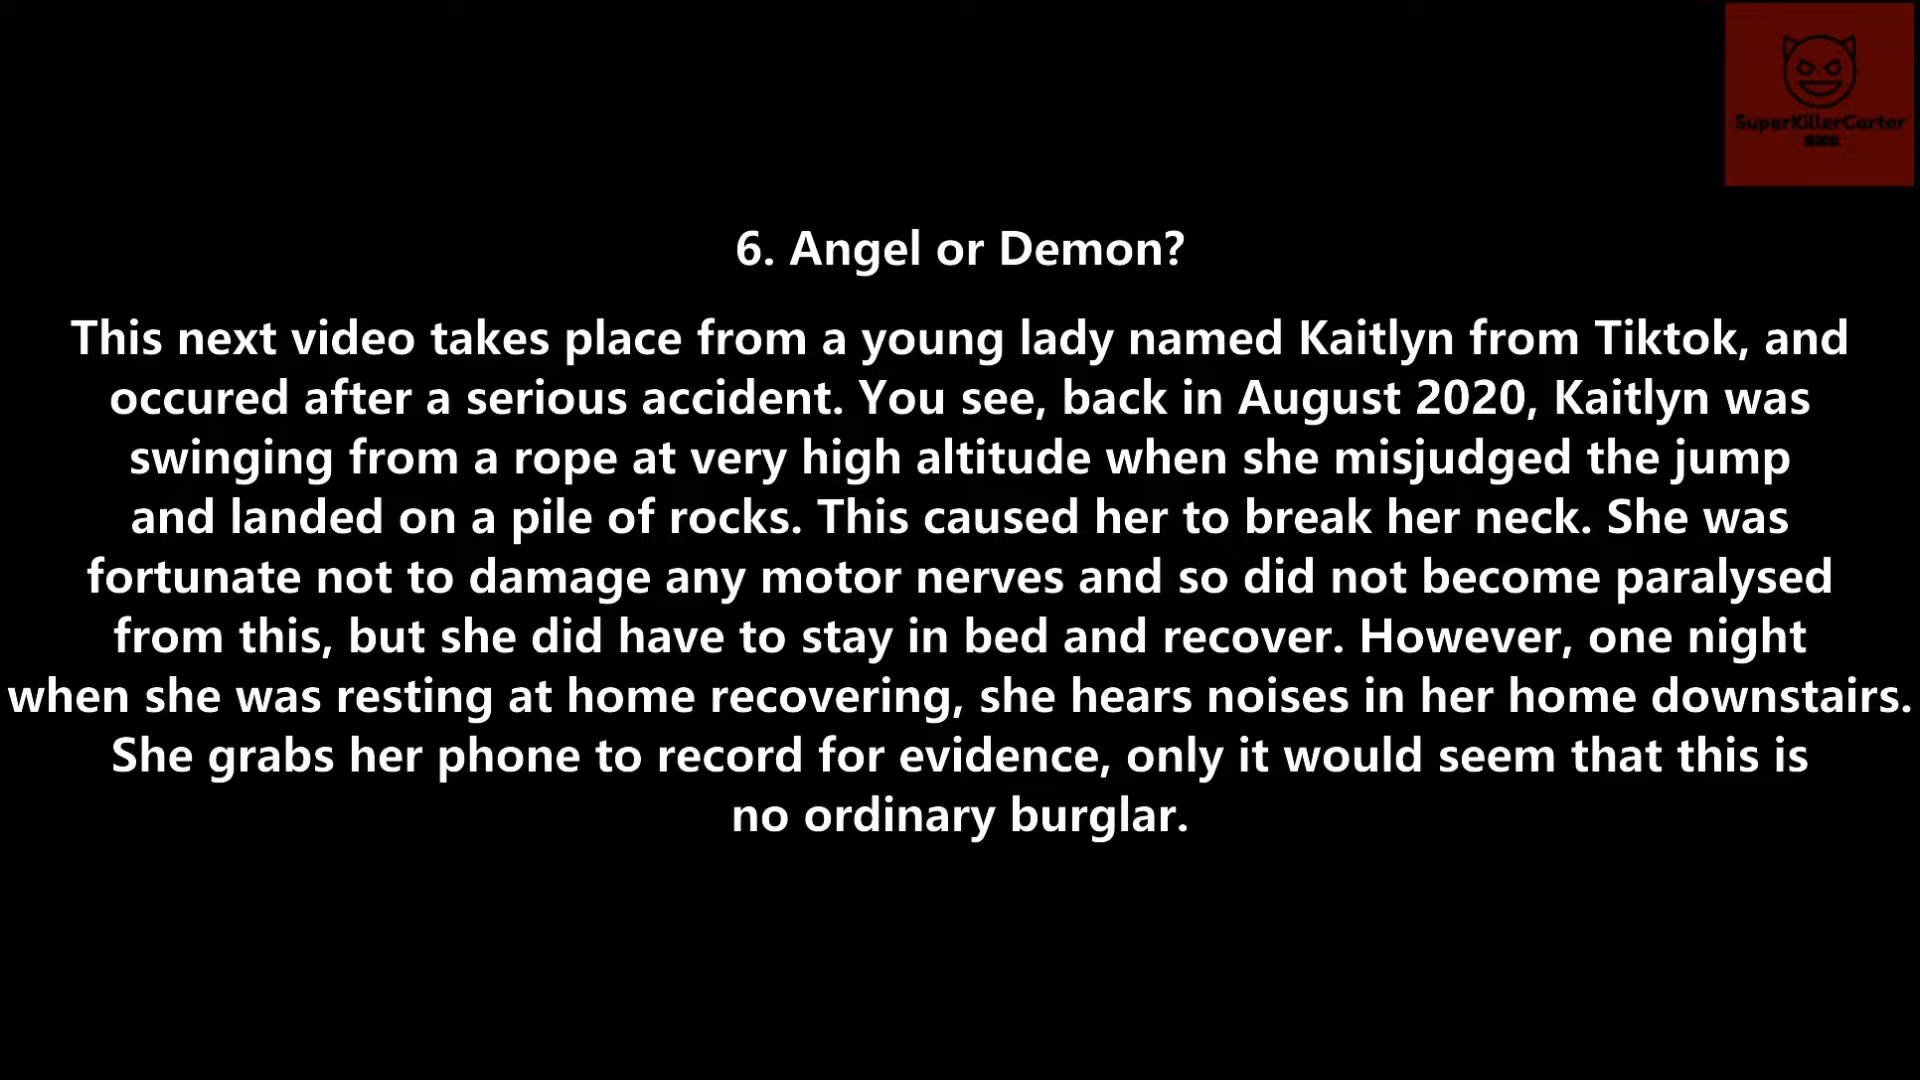 SuperKillerCarter
SKC
6. Angel or Demon?
This next video takes place from a young lady named Kaitlyn from Tiktok, and
occured after a serious accident. You see, back in August 2020, Kaitlyn was
swinging from a rope at very high altitude when she misjudged the jump
and landed on a pile of rocks. This caused her to break her neck. She was
fortunate not to damage any motor nerves and so did not become paralysed
from this, but she did have to stay in bed and recover. However, one night
when she was resting at home recovering, she hears noises in her home downstairs.
She grabs her phone to record for evidence, only it would seem that this is
no ordinary burglar.